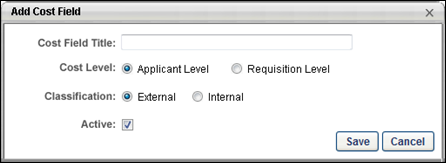 Add Cost Field
Cost Field Title:
Cost Level: Applicant Level Requisition Level
Classification: External Internal
Active:
Save Cancel